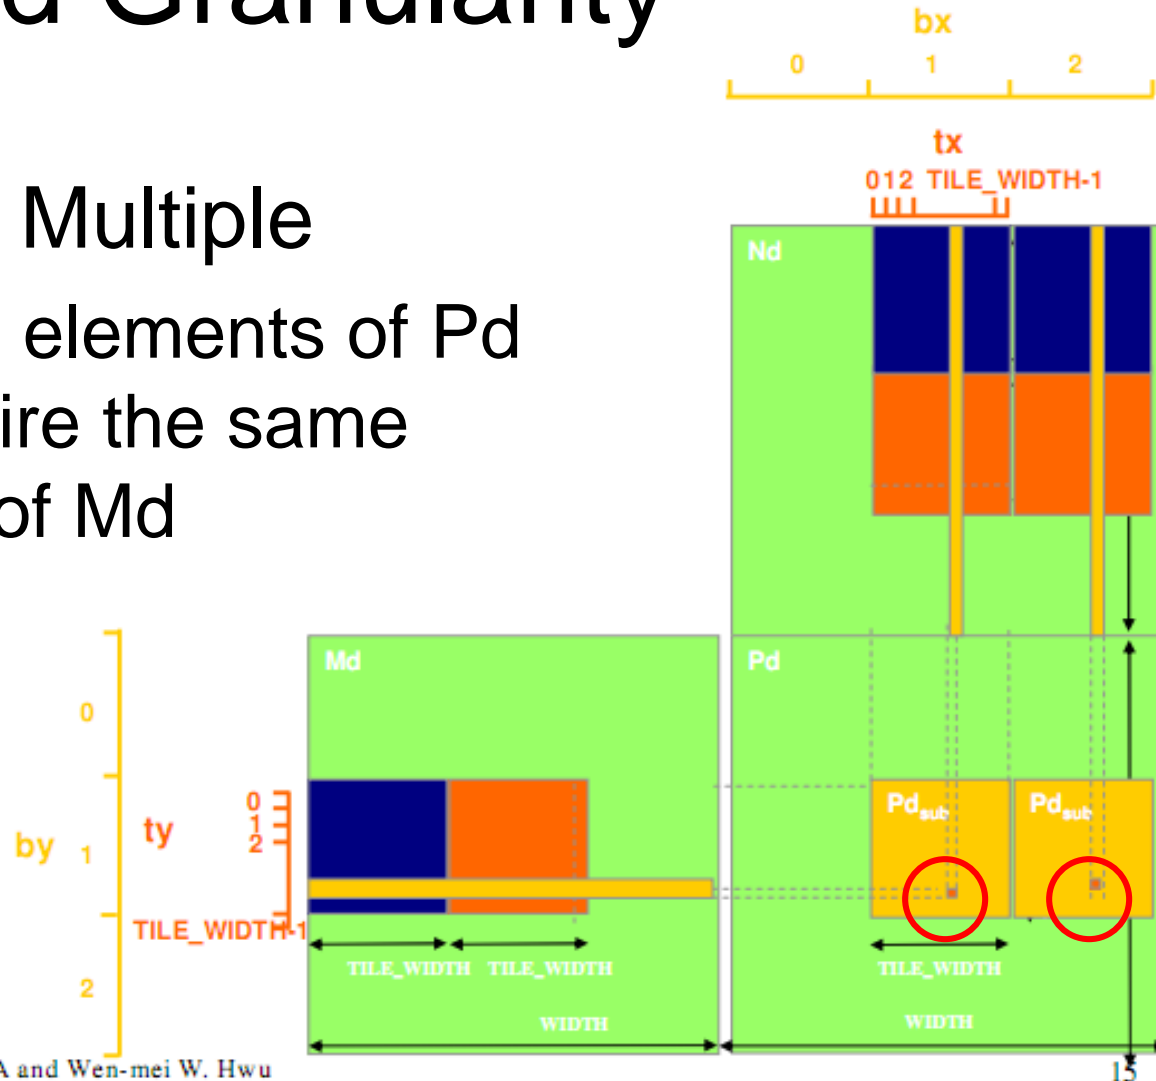 d Granularity
Multiple
elements of Pd
ire the same
of Md
bx
0 1 2
tx
012 TILE_WIDTH-1
Nd
Md
Pd
0
by 1
2
ty
0
1
2
TILE_WIDTH-1
Pdsub Pdsub
TILE_WIDTH TILE_WIDTH
TILE_WIDTH
WIDTH
WIDTH
A and Wen-mei W. Hwu
15